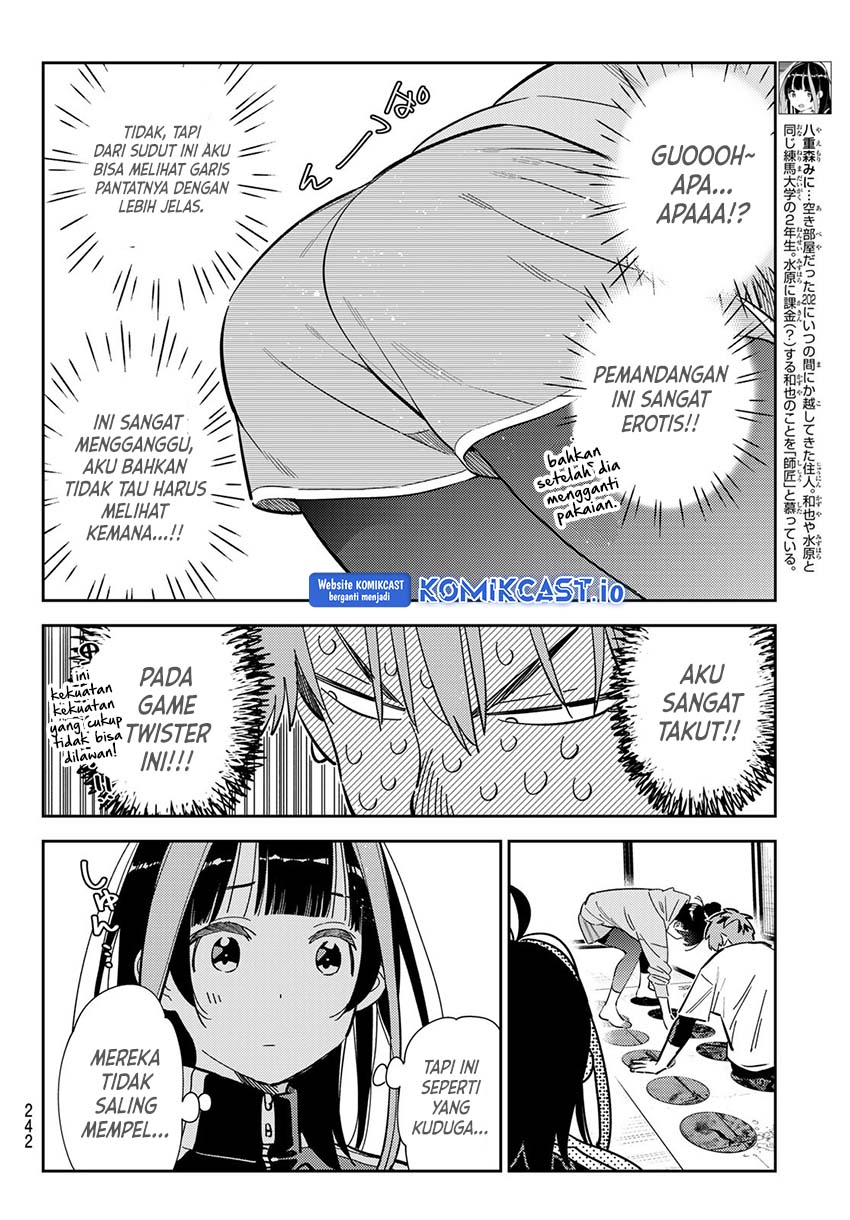 八重森みに…空き部屋だった202にいつの間にか越してきた住人。和也や水原と
同じ練馬大学の2年生。水原に課金(?)する和也のことを「師匠」と慕っている。
GUOOOH~
APA...
APAAA!?
TIDAK, TAPI
DARI SUDUT INI AKU
BISA MELIHAT GARIS
PANTATNYA DENGAN
LEBIH JELAS.
PEMANDANGAN
INI SANGAT
EROTIS!!
bahkan
setelah dia
mengganti
pakaian.
INI SANGAT
MENGGANGGU,
AKU BAHKAN
TIDAK TAU HARUS
MELIHAT
KEMANA...!!
Website KOMIKCAST
berganti menjadi
KOMIKCAST.io
AKU
SANGAT
TAKUT!!
PADA
GAME
TWISTER
INI!!!
ini
kekuatan
kekuatan
yang cukup
tidak bisa
dilawan!
しゅん…
TAPI INI
SEPERTI
YANG
KUDUGA...
MEREKA
TIDAK
SALING
MEMPEL...
242